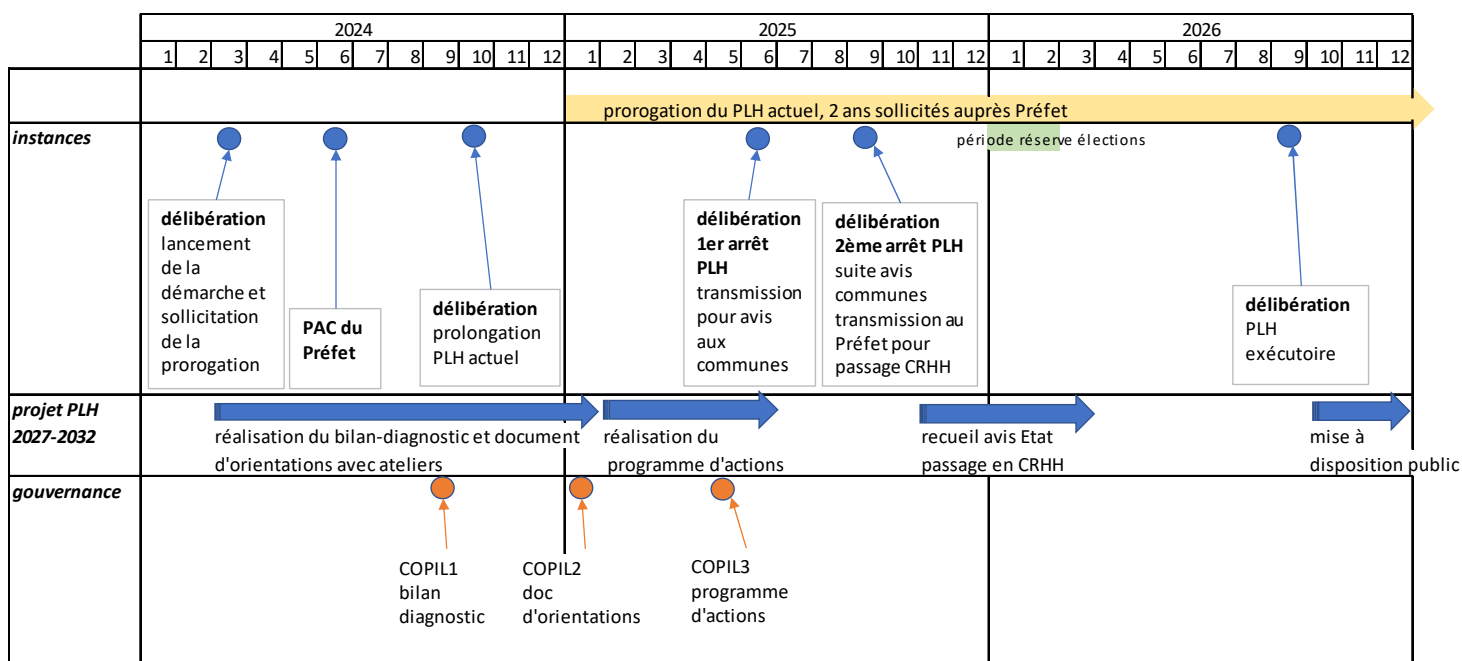 2024 2025 2026
1 2 3 4 5 6 7 8 9 10 11 12 1 2 3 4 5 6 7 8 9 10 11 12 1 2 3 4 5 6 7 8 9 10 11 12
prorogation du PLH actuel, 2 ans sollicités auprès Préfet
instances
période réserve élections
délibération
lancement
de la
démarche et
sollicitation
de la
prorogation
PAC du
Préfet
délibération
prolongation
PLH actuel
délibération
1er arrêt
PLH
transmission
pour avis
aux
communes
délibération
2ème arrêt PLH
suite avis
communes
transmission au
Préfet pour
passage CRHH
délibération
PLH
exécutoire
projet PLH
2027-2032
réalisation du bilan-diagnostic et document
d'orientations avec ateliers
réalisation du
programme d'actions
recueil avis Etat
passage en CRHH
mise à
disposition public
gouvernance
COPIL1
bilan
diagnostic
COPIL2
doc
d'orientations
COPIL3
programme
d'actions